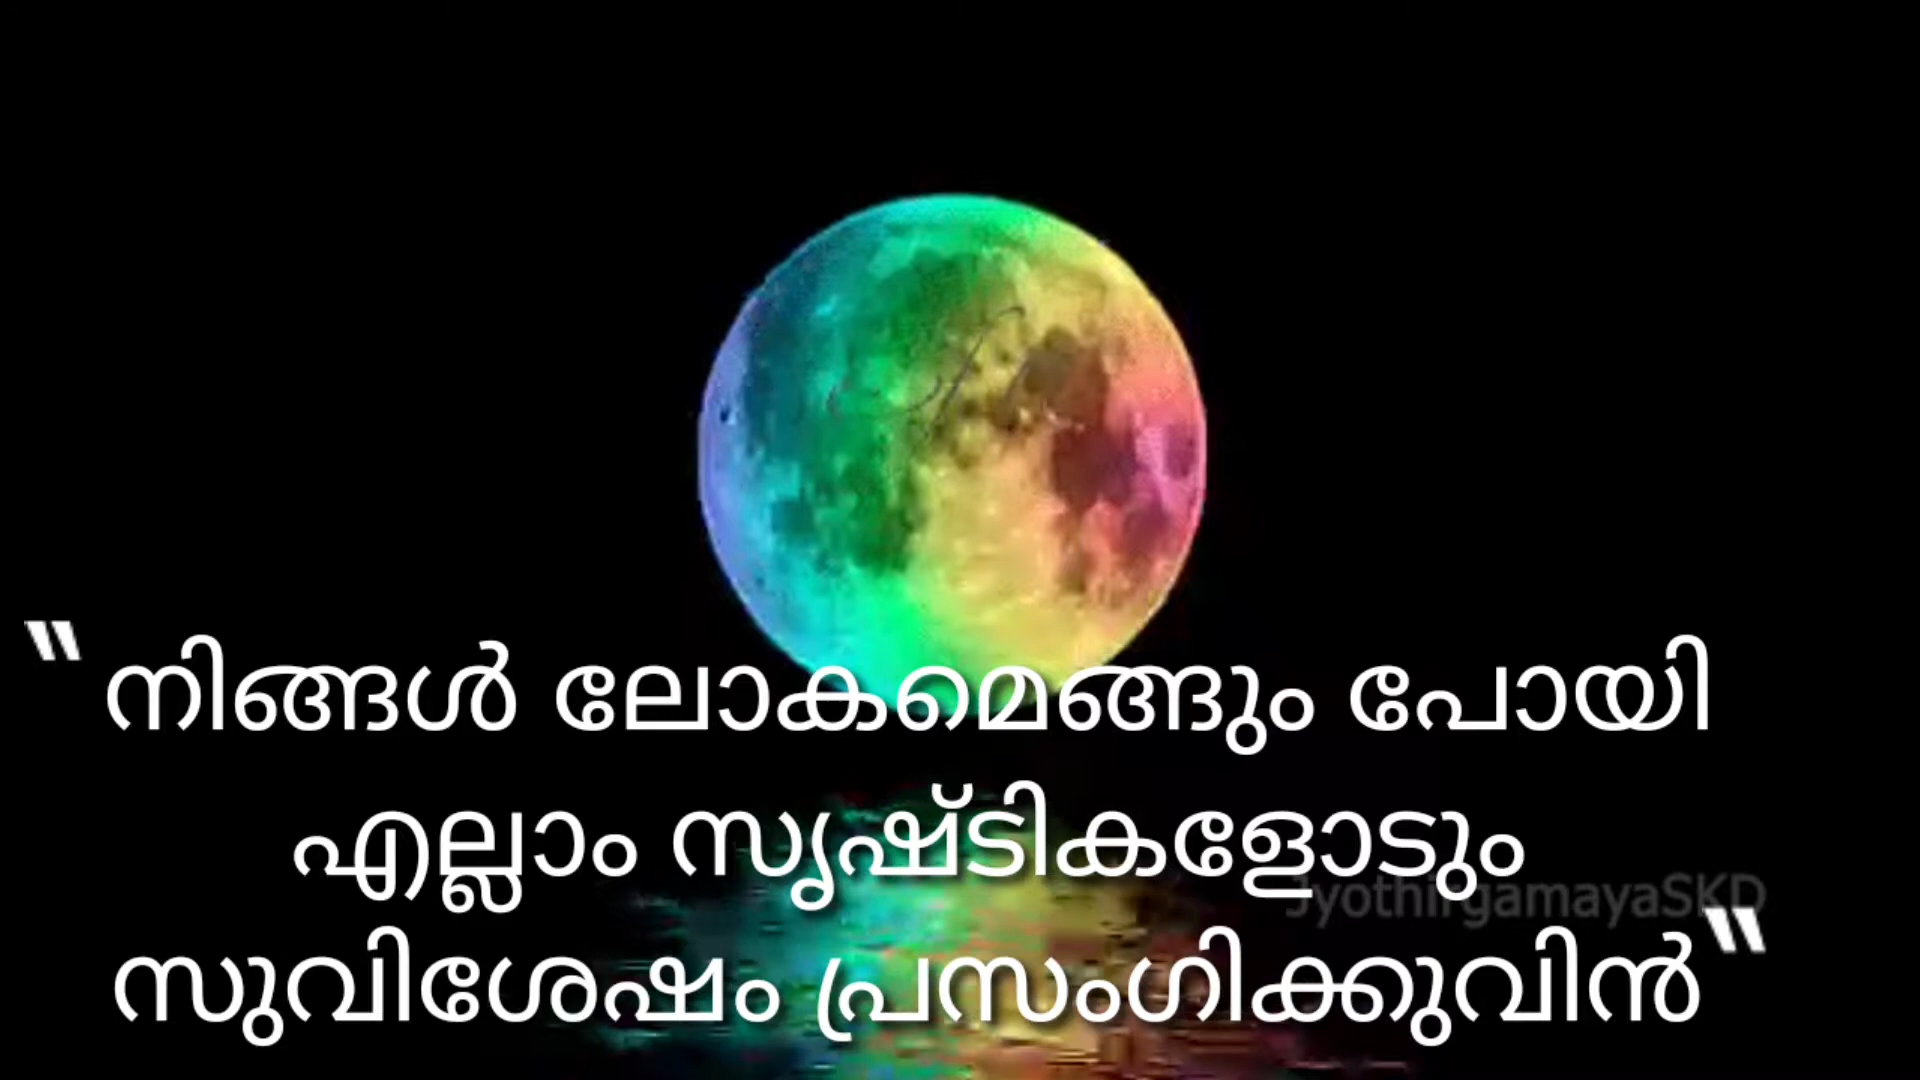 "നിങ്ങൾ ലോകമെങ്ങും പോയി
എല്ലാം സൃഷ്ടികളോടും
സുവിശേഷം പ്രസംഗിക്കുവിൻ"
JyothirgamayaSKD